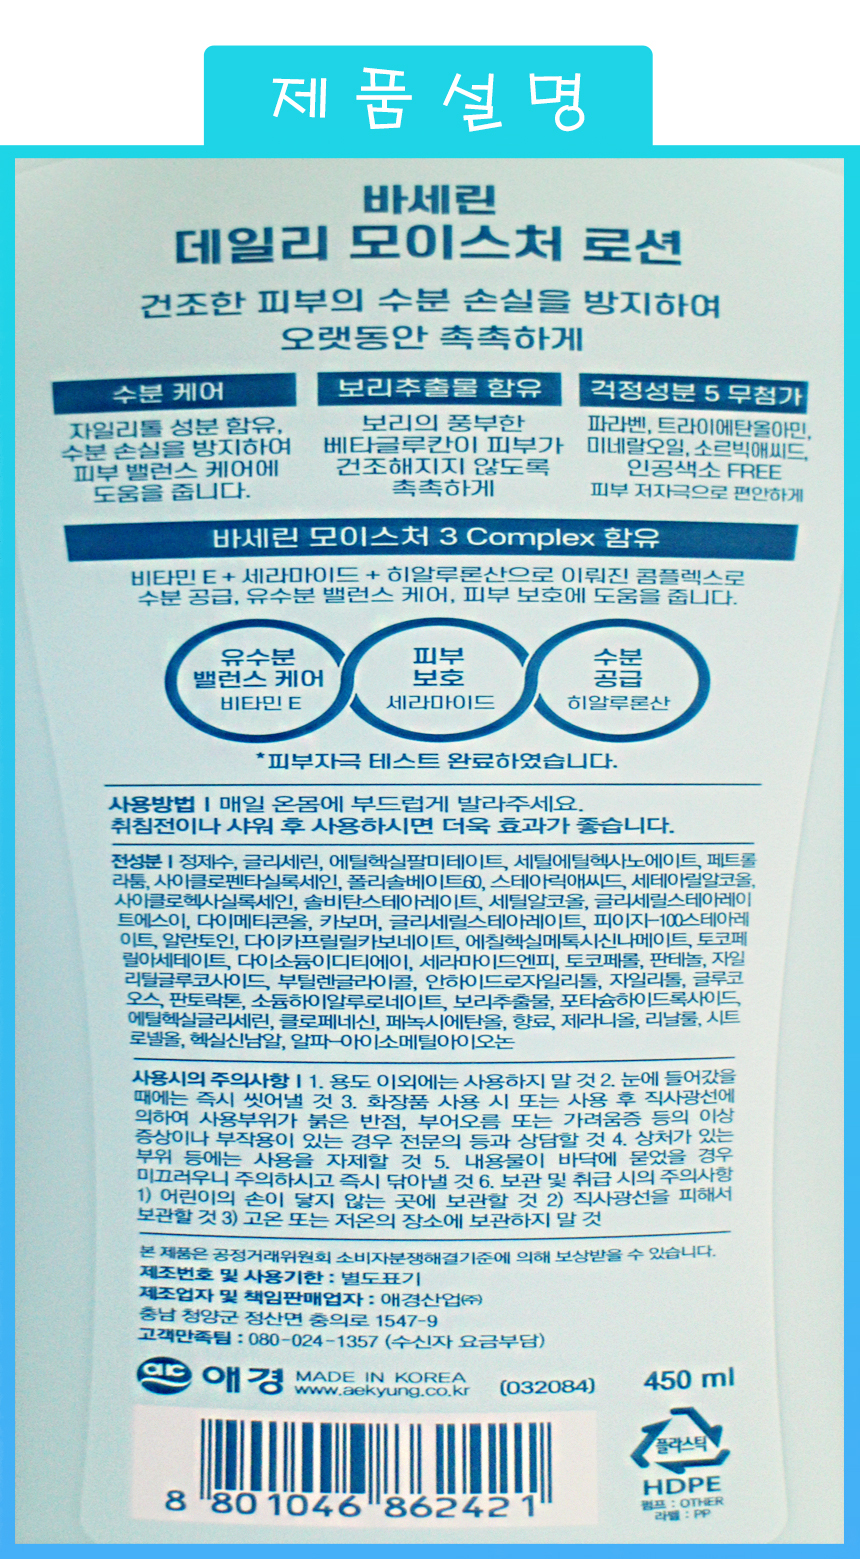 제품설명
바세린
데일리 모이스처 로션
건조한 피부의 수분 손실을 방지하여
오랫동안 촉촉하게
수분 케어
자일리톨 성분 함유,
수분 손실을 방지하여
피부 밸런스 케어에
도움을 줍니다.
보리추출물 함유
보리의 풍부한
베타글루칸이 피부가
건조해지지 않도록
촉촉하게
걱정성분 5 무첨가
파라벤, 트라이에탄올아민,
미네랄오일, 소르빅애씨드,
인공색소 FREE
피부 저자극으로 편안하게
바세린 모이스처 3 Complex 함유
비타민 E + 세라마이드 + 히알루론산으로 이뤄진 콤플렉스로
수분 공급, 유수분 밸런스 케어, 피부 보호에 도움을 줍니다.
유수분
밸런스 케어
비타민 E
피부
보호
세라마이드
수분
공급
히알루론산
*피부자극 테스트 완료하였습니다.
사용방법 | 매일 온몸에 부드럽게 발라주세요.
취침전이나 샤워 후 사용하시면 더욱 효과가 좋습니다.
전성분 | 정제수, 글리세린, 에틸헥실팔미테이트, 세틸에틸헥사노에이트, 페트롤
라툼, 사이클로펜타실록세인, 폴리솔베이트60, 스테아릭애씨드, 세테아릴알코올,
사이클로헥사실록세인, 솔비탄스테아레이트, 세틸알코올, 글리세릴스테아레이
트에스이, 다이메티콘올, 카보머, 글리세릴스테아레이트, 피이지-100스테아레
이트, 알란토인, 다이카프릴릴카보네이트, 에칠헥실메톡시신나메이트, 토코페
릴아세테이트, 다이소듐이디티에이, 세라마이드엔피, 토코페롤, 판테놀, 자일
리틸글루코사이드, 부틸렌글라이콜, 안하이드로자일리톨, 자일리톨, 글루코
오스, 판토락톤, 소듐하이알루로네이트, 보리추출물, 포타슘하이드록사이드,
에틸헥실글리세린, 클로페네신, 페녹시에탄올, 향료, 제라니올, 리날룰, 시트
로넬올, 헥실신남알, 알파-아이소메틸아이오논
사용시의 주의사항 | 1. 용도 이외에는 사용하지 말 것 2. 눈에 들어갔을
때에는 즉시 씻어낼 것 3. 화장품 사용 시 또는 사용 후 직사광선에
의하여 사용부위가 붉은 반점, 부어오름 또는 가려움증 등의 이상
증상이나 부작용이 있는 경우 전문의 등과 상담할 것 4. 상처가 있는
부위 등에는 사용을 자제할 것 5. 내용물이 바닥에 묻었을 경우
미끄러우니 주의하시고 즉시 닦아낼 것 6. 보관 및 취급 시의 주의사항
1) 어린이의 손이 닿지 않는 곳에 보관할 것 2) 직사광선을 피해서
보관할 것 3) 고온 또는 저온의 장소에 보관하지 말 것
본 제품은 공정거래위원회 소비자분쟁해결기준에 의해 보상받을 수 있습니다.
제조번호 및 사용기한 : 별도표기
제조업자 및 책임판매업자 : 애경산업㈜
충남 청양군 정산면 충의로 1547-9
고객만족팀 : 080-024-1357 (수신자 요금부담)
ac 애경 MADE IN KOREA
www.aekyung.co.kr (032084) 450 ml
플라스틱
HDPE
펌프 : OTHER
라벨 : PP
8 801046 862421